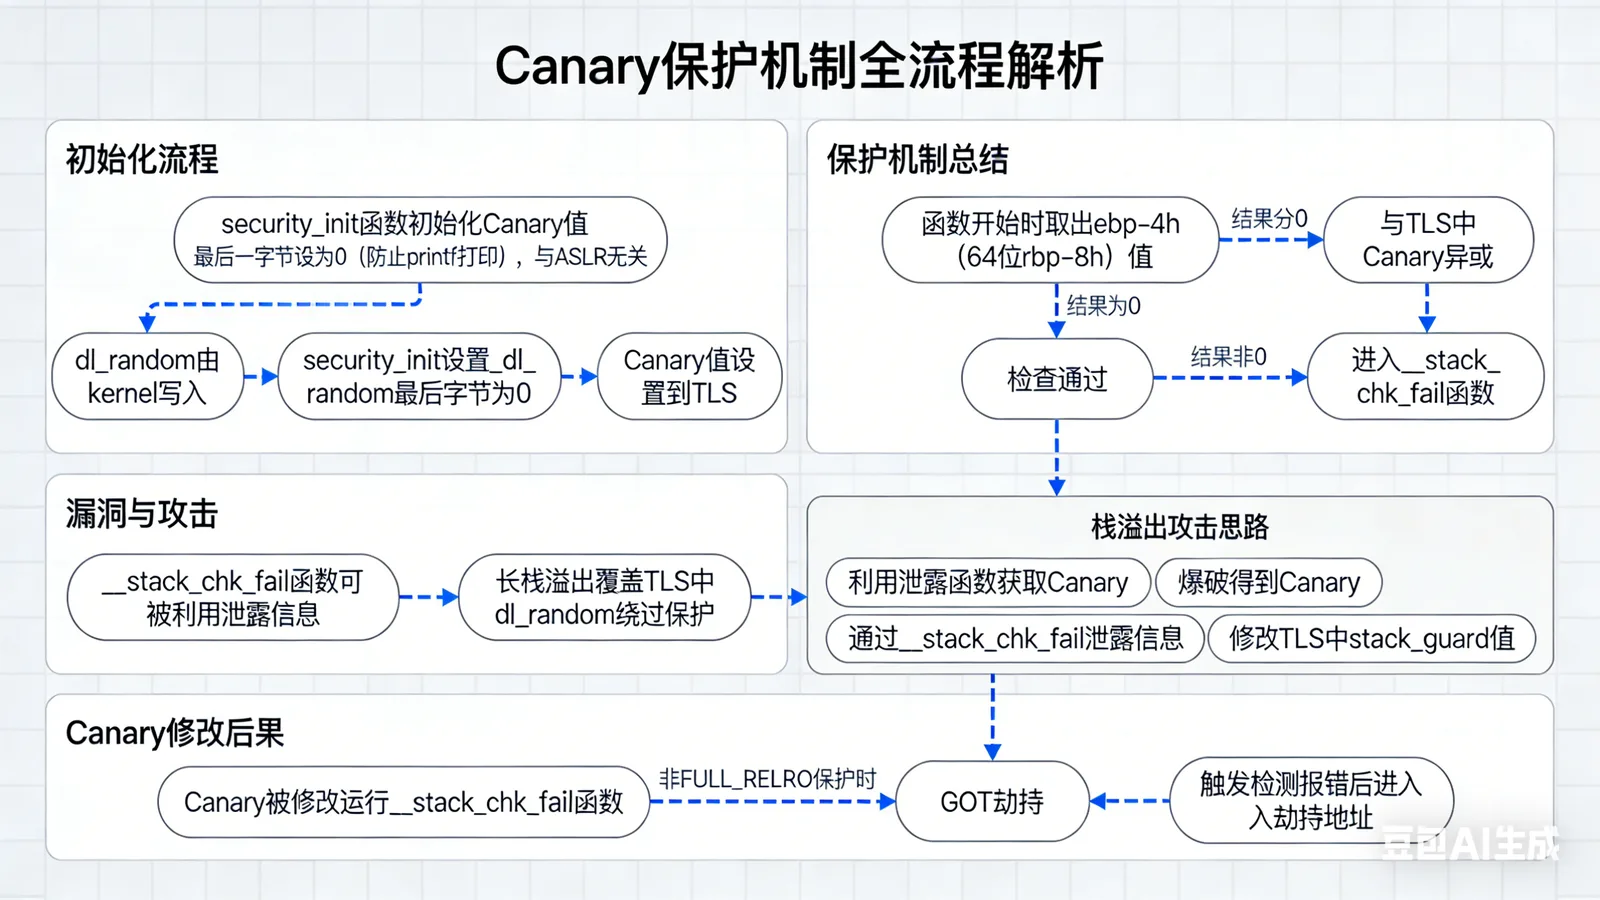 Canary保护机制全流程解析
初始化流程
security_init函数初始化Canary值
最后一字节设为0（防止printf打印），与ASLR无关
dl_random由
kernel写入
security_init设置_dl_
random最后字节为0
Canary值设
置到TLS
保护机制总结
函数开始时取出ebp-4h
（64位rbp-8h）值
结果分0
与TLS中
Canary异或
结果为0
检查通过
结果非0
进入__stack_
chk_fail函数
漏洞与攻击
__stack_chk_fail函数可
被利用泄露信息
长栈溢出覆盖TLS中
dl_random绕过保护
栈溢出攻击思路
利用泄露函数获取Canary
爆破得到Canary
通过__stack_chk_fail泄露信息
修改TLS中stack_guard值
Canary修改后果
Canary被修改运行__stack_chk_fail函数
非FULL_RELRO保护时
GOT劫持
触发检测报错后进入
入劫持地址
豆包AI生成